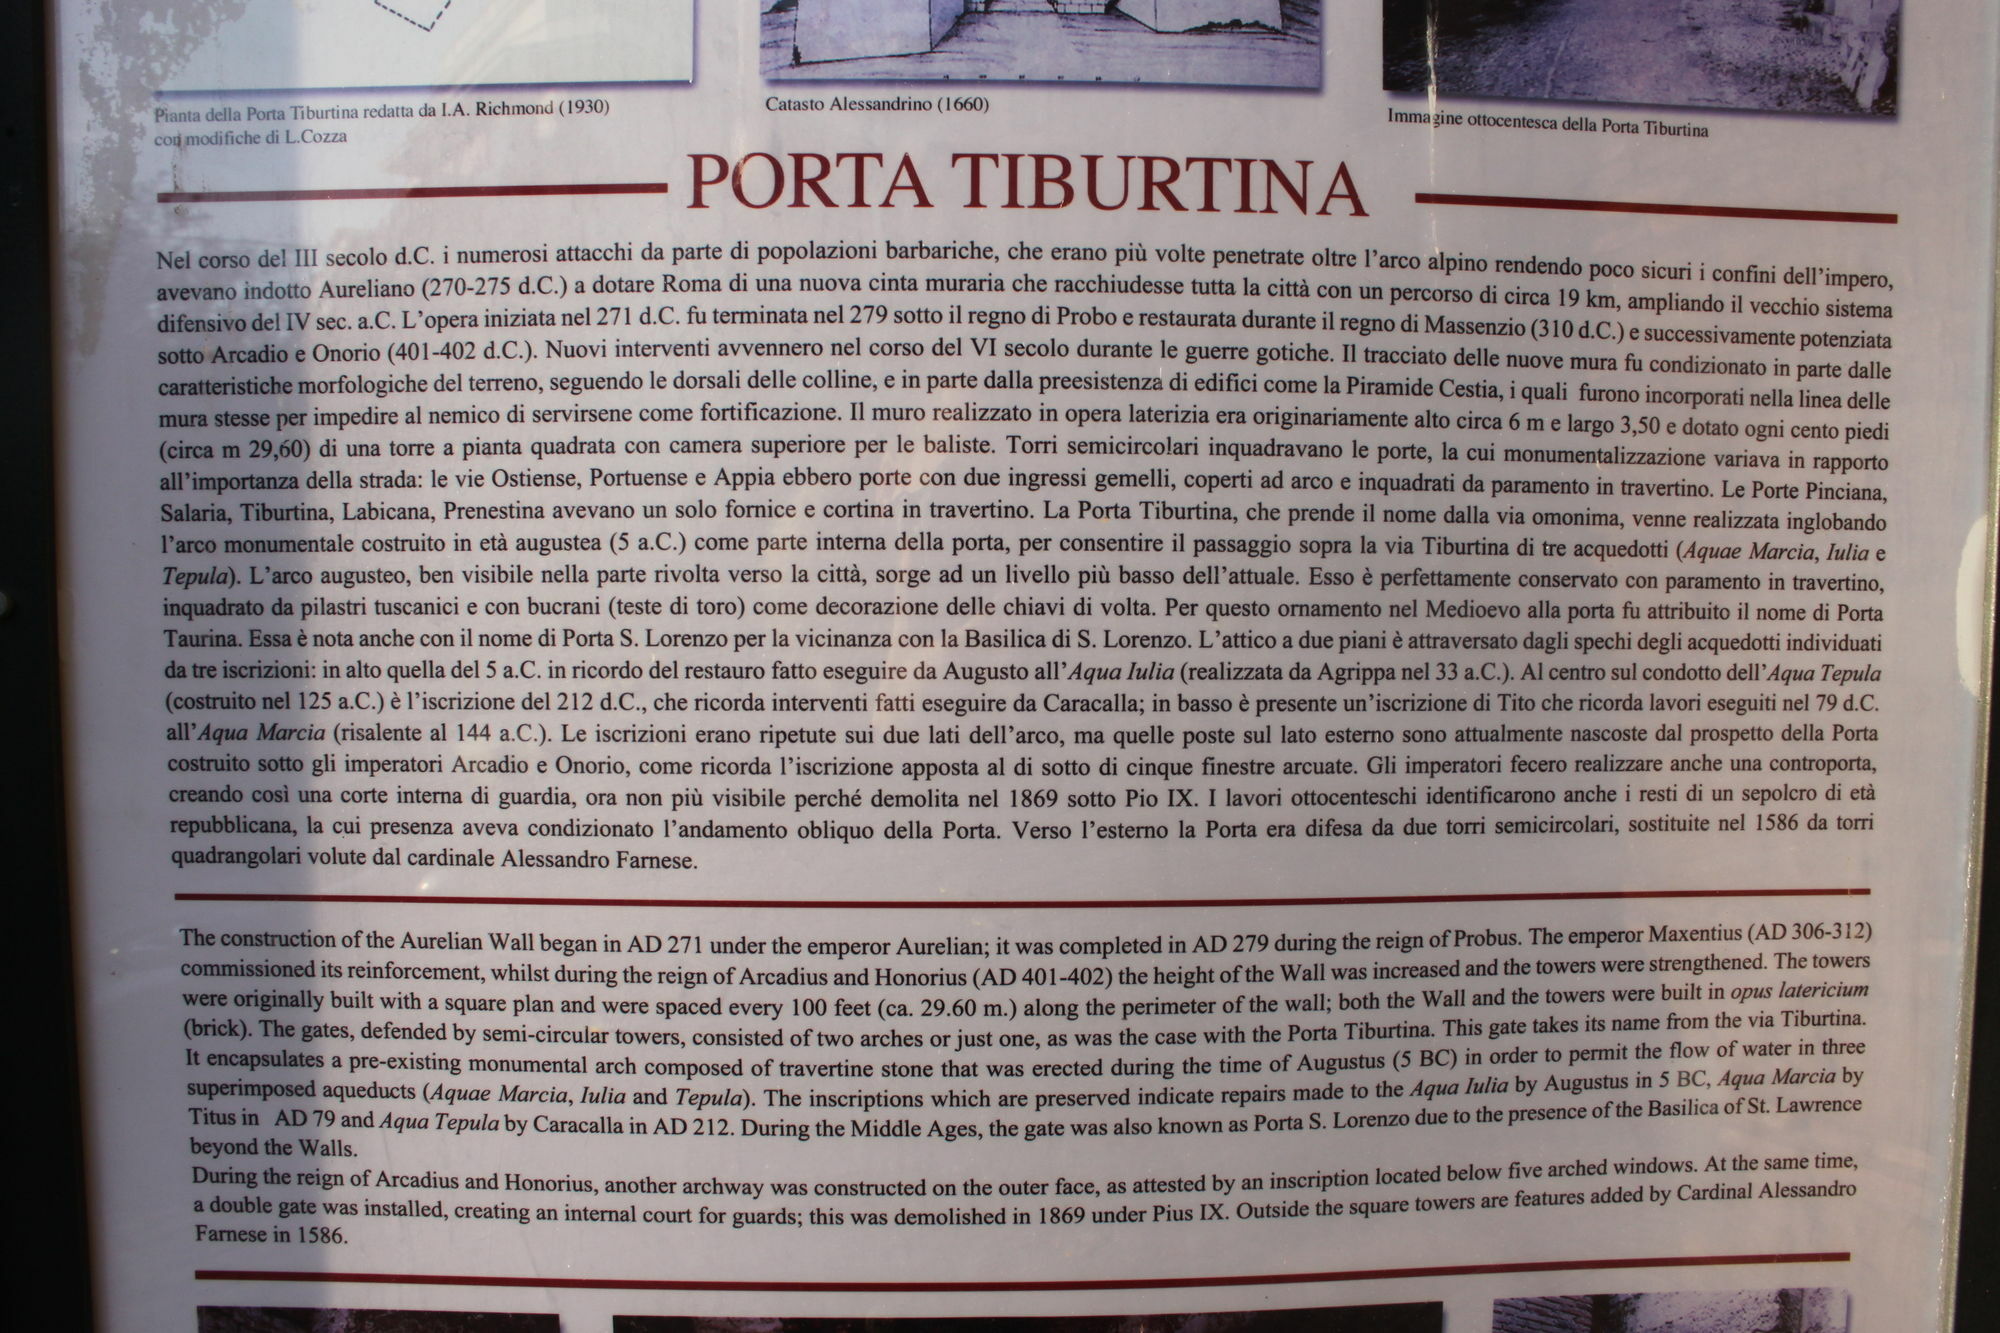 Pianta della Porta Tiburtina redatta da I.A. Richmond (1930)
con modifiche di L.Cozza
Catasto Alessandrino (1660)
Immagine ottocentesca della Porta Tiburtina
PORTA TIBURTINA
Nel corso del III secolo d.C. i numerosi attacchi da parte di popolazioni barbariche, che erano più volte penetrate oltre l'arco alpino rendendo poco sicuri i confini dell'impero,
avevano indotto Aureliano (270-275 d.C.) a dotare Roma di una nuova cinta muraria che racchiudesse tutta la città con un percorso di circa 19 km, ampliando il vecchio sistema
difensivo del IV sec. a.C. L'opera iniziata nel 271 d.C. fu terminata nel 279 sotto il regno di Probo e restaurata durante il regno di Massenzio (310 d.C.) e successivamente potenziata
sotto Arcadio e Onorio (401-402 d.C.). Nuovi interventi avvennero nel corso del VI secolo durante le guerre gotiche. Il tracciato delle nuove mura fu condizionato in parte dalle
caratteristiche morfologiche del terreno, seguendo le dorsali delle colline, e in parte dalla preesistenza di edifici come la Piramide Cestia, i quali furono incorporati nella linea delle
mura stesse per impedire al nemico di servirsene come fortificazione. Il muro realizzato in opera laterizia era originariamente alto circa 6 m e largo 3,50 e dotato ogni cento piedi
(circa m 29,60) di una torre a pianta quadrata con camera superiore per le baliste. Torri semicircolari inquadravano le porte, la cui monumentalizzazione variava in rapporto
all'importanza della strada: le vie Ostiense, Portuense e Appia ebbero porte con due ingressi gemelli, coperti ad arco e inquadrati da paramento in travertino. Le Porte Pinciana,
Salaria, Tiburtina, Labicana, Prenestina avevano un solo fornice e cortina in travertino. La Porta Tiburtina, che prende il nome dalla via omonima, venne realizzata inglobando
l'arco monumentale costruito in età augustea (5 a.C.) come parte interna della porta, per consentire il passaggio sopra la via Tiburtina di tre acquedotti (Aquae Marcia, Iulia e
Tepula). L'arco augusteo, ben visibile nella parte rivolta verso la città, sorge ad un livello più basso dell'attuale. Esso è perfettamente conservato con paramento in travertino,
inquadrato da pilastri tuscanici e con bucrani (teste di toro) come decorazione delle chiavi di volta. Per questo ornamento nel Medioevo alla porta fu attribuito il nome di Porta
Taurina. Essa è nota anche con il nome di Porta S. Lorenzo per la vicinanza con la Basilica di S. Lorenzo. L'attico a due piani è attraversato dagli spechi degli acquedotti individuati
da tre iscrizioni: in alto quella del 5 a.C. in ricordo del restauro fatto eseguire da Augusto all'Aqua Iulia (realizzata da Agrippa nel 33 a.C.). Al centro sul condotto dell'Aqua Tepula
(costruito nel 125 a.C.) è l'iscrizione del 212 d.C., che ricorda interventi fatti eseguire da Caracalla; in basso è presente un'iscrizione di Tito che ricorda lavori eseguiti nel 79 d.C.
all'Aqua Marcia (risalente al 144 a.C.). Le iscrizioni erano ripetute sui due lati dell'arco, ma quelle poste sul lato esterno sono attualmente nascoste dal prospetto della Porta
costruito sotto gli imperatori Arcadio e Onorio, come ricorda l'iscrizione apposta al di sotto di cinque finestre arcuate. Gli imperatori fecero realizzare anche una controporta,
creando così una corte interna di guardia, ora non più visibile perché demolita nel 1869 sotto Pio IX. I lavori ottocenteschi identificarono anche i resti di un sepolcro di età
repubblicana, la cui presenza aveva condizionato l'andamento obliquo della Porta. Verso l'esterno la Porta era difesa da due torri semicircolari, sostituite nel 1586 da torri
quadrangolari volute dal cardinale Alessandro Farnese.
The construction of the Aurelian Wall began in AD 271 under the emperor Aurelian; it was completed in AD 279 during the reign of Probus. The emperor Maxentius (AD 306-312)
commissioned its reinforcement, whilst during the reign of Arcadius and Honorius (AD 401-402) the height of the Wall was increased and the towers were strengthened. The towers
were originally built with a square plan and were spaced every 100 feet (ca. 29.60 m.) along the perimeter of the wall; both the Wall and the towers were built in opus latericium
(brick). The gates, defended by semi-circular towers, consisted of two arches or just one, as was the case with the Porta Tiburtina. This gate takes its name from the via Tiburtina.
It encapsulates a pre-existing monumental arch composed of travertine stone that was erected during the time of Augustus (5 BC) in order to permit the flow of water in three
superimposed aqueducts (Aquae Marcia, Iulia and Tepula). The inscriptions which are preserved indicate repairs made to the Aqua Iulia by Augustus in 5 BC, Aqua Marcia by
Titus in AD 79 and Aqua Tepula by Caracalla in AD 212. During the Middle Ages, the gate was also known as Porta S. Lorenzo due to the presence of the Basilica of St. Lawrence
beyond the Walls.
During the reign of Arcadius and Honorius, another archway was constructed on the outer face, as attested by an inscription located below five arched windows. At the same time,
a double gate was installed, creating an internal court for guards; this was demolished in 1869 under Pius IX. Outside the square towers are features added by Cardinal Alessandro
Farnese in 1586.